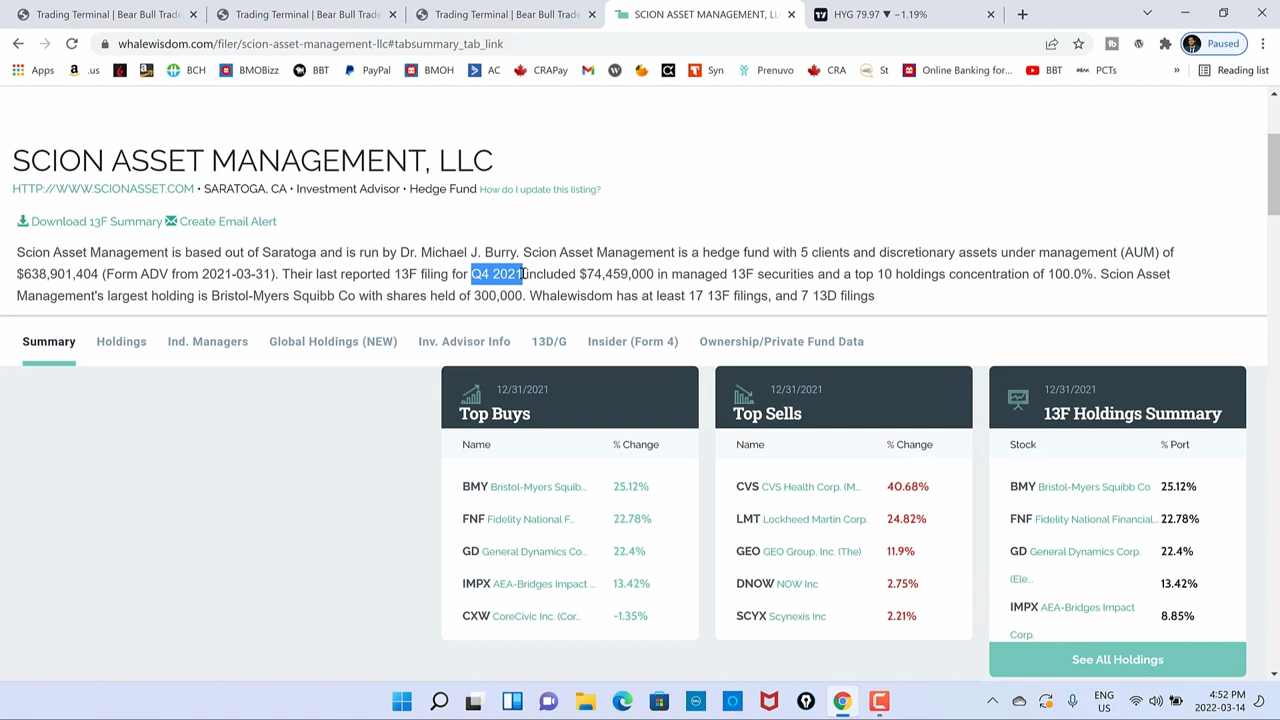 Trading Terminal | Bear Bull Trade
Trading Terminal | Bear Bull Trade
Trading Terminal | Bear Bull Trade
SCION ASSET MANAGEMENT, LL
HYG 79.97 ▼ −1.19%
whalewisdom.com/filer/scion-asset-management-llc#tabsummary_tab_link
Paused
Apps .us BCH BMOBizz BBT PayPal BMOH AC CRAPay W Syn Prenuvo CRA St Online Banking for... BBT PCTs » Reading list
SCION ASSET MANAGEMENT, LLC
HTTP://WWW.SCIONASSET.COM • SARATOGA, CA • Investment Advisor • Hedge Fund How do I update this listing?
Download 13F Summary Create Email Alert
Scion Asset Management is based out of Saratoga and is run by Dr. Michael J. Burry. Scion Asset Management is a hedge fund with 5 clients and discretionary assets under management (AUM) of
$638,901,404 (Form ADV from 2021-03-31). Their last reported 13F filing for Q4 2021 included $74,459,000 in managed 13F securities and a top 10 holdings concentration of 100.0%. Scion Asset
Management's largest holding is Bristol-Myers Squibb Co with shares held of 300,000. Whalewisdom has at least 17 13F filings, and 7 13D filings
Summary Holdings Ind. Managers Global Holdings (NEW) Inv. Advisor Info 13D/G Insider (Form 4) Ownership/Private Fund Data
12/31/2021
Top Buys
Name % Change
BMY Bristol-Myers Squib... 25.12%
FNF Fidelity National F... 22.78%
GD General Dynamics Co... 22.4%
IMPX AEA-Bridges Impact ... 13.42%
CXW CoreCivic Inc. (Cor... -1.35%
12/31/2021
Top Sells
Name % Change
CVS CVS Health Corp. (M... 40.68%
LMT Lockheed Martin Corp. 24.82%
GEO GEO Group, Inc. (The) 11.9%
DNOW NOW Inc 2.75%
SCYX Scynexis Inc 2.21%
12/31/2021
13F Holdings Summary
Stock % Port
BMY Bristol-Myers Squibb Co 25.12%
FNF Fidelity National Financial... 22.78%
GD General Dynamics Corp. 22.4%
(Ele...
13.42%
IMPX AEA-Bridges Impact 8.85%
Corp.
See All Holdings
ENG
US
4:52 PM
2022-03-14